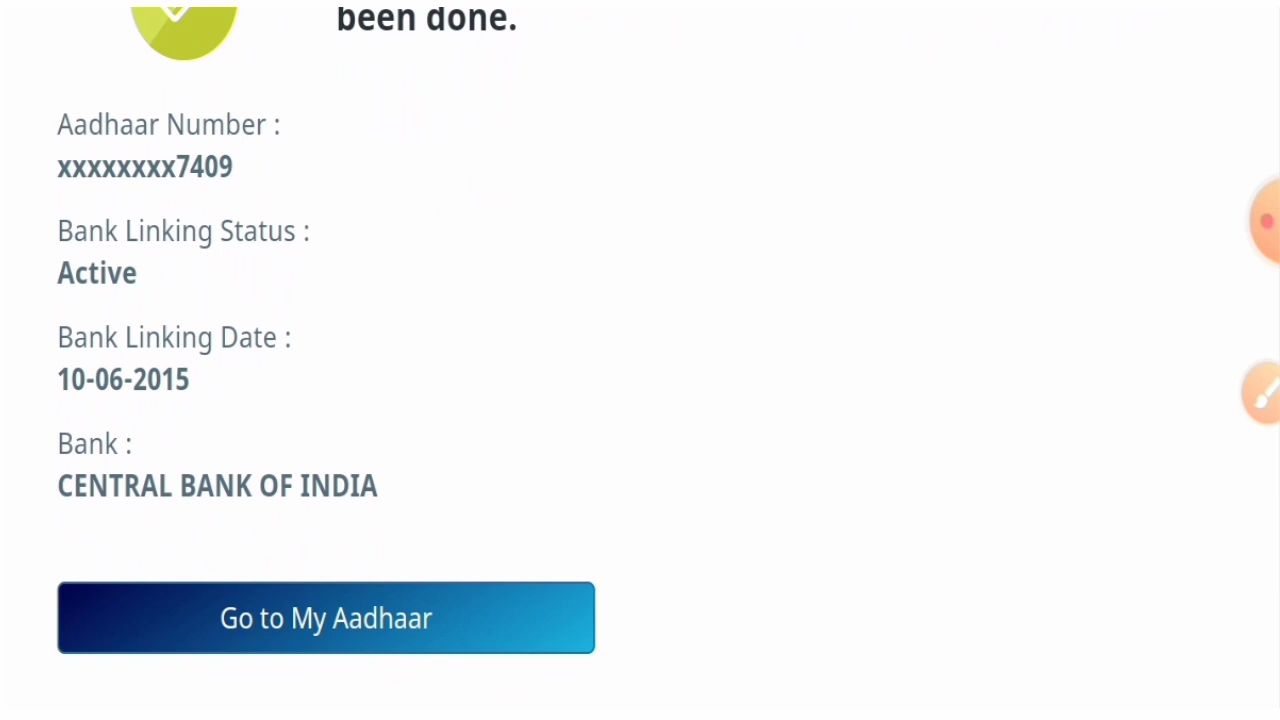 been done.
Aadhaar Number :
xxxxxxxx7409
Bank Linking Status :
Active
Bank Linking Date :
10-06-2015
Bank :
CENTRAL BANK OF INDIA
Go to My Aadhaar